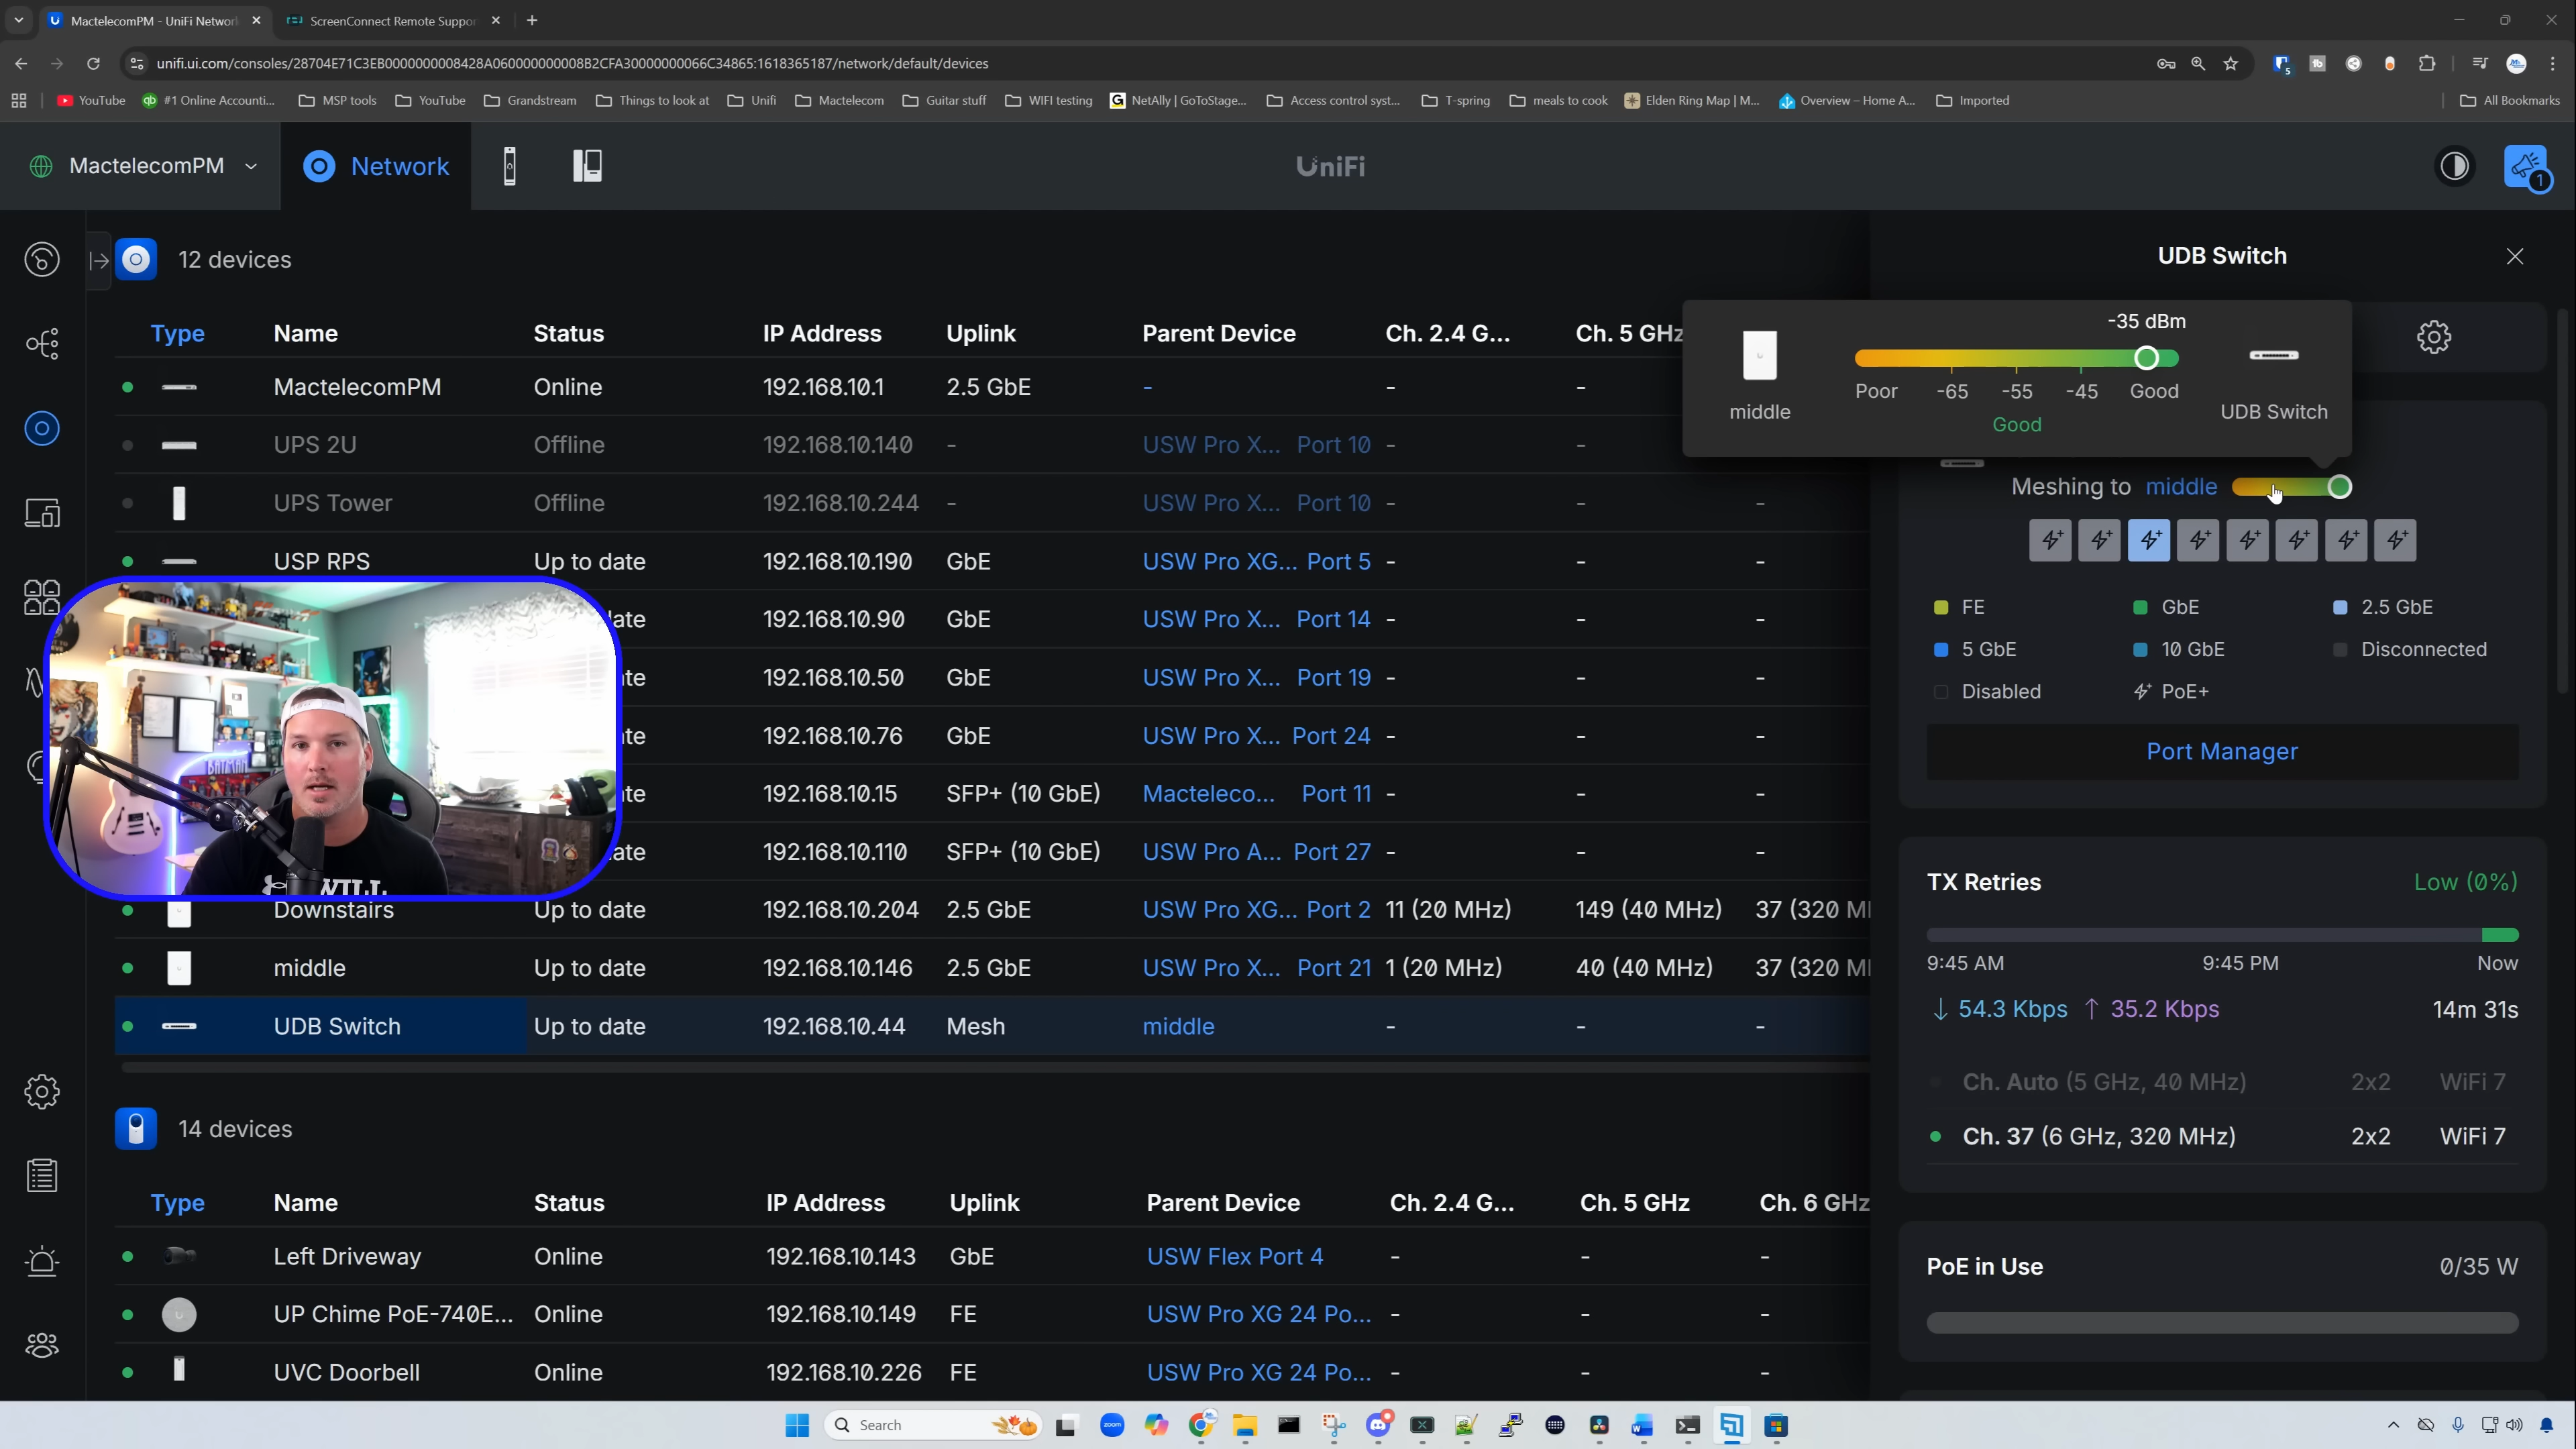 MactelecomPM - UniFi Network
ScreenConnect Remote Suppor
unifi.ui.com/consoles/28704E71C3EB0000000008428A060000000008B2CFA30000000066C34865:1618365187/network/default/devices
YouTube
#1 Online Accounti...
MSP tools
YouTube
Grandstream
Things to look at
Unifi
Mactelecom
Guitar stuff
WIFI testing
NetAlly | GoToStage...
Access control syst...
T-spring
meals to cook
Elden Ring Map | M...
Overview – Home A...
Imported
All Bookmarks
MactelecomPM
Network
UniFi
1
12 devices
Type Name Status IP Address Uplink Parent Device Ch. 2.4 G... Ch. 5 GHz
MactelecomPM Online 192.168.10.1 2.5 GbE - - -
UPS 2U Offline 192.168.10.140 - USW Pro X... Port 10 - -
UPS Tower Offline 192.168.10.244 - USW Pro X... Port 10 - - -
USP RPS Up to date 192.168.10.190 GbE USW Pro XG... Port 5 - - -
ate 192.168.10.90 GbE USW Pro X... Port 14 - - -
te 192.168.10.50 GbE USW Pro X... Port 19 - - -
te 192.168.10.76 GbE USW Pro X... Port 24 - - -
te 192.168.10.15 SFP+ (10 GbE) Macteleco... Port 11 - - -
ate 192.168.10.110 SFP+ (10 GbE) USW Pro A... Port 27 - - -
Downstairs Up to date 192.168.10.204 2.5 GbE USW Pro XG... Port 2 11 (20 MHz) 149 (40 MHz) 37 (320 M
middle Up to date 192.168.10.146 2.5 GbE USW Pro X... Port 21 1 (20 MHz) 40 (40 MHz) 37 (320 M
UDB Switch Up to date 192.168.10.44 Mesh middle - - -
BATMAN
WILL
14 devices
Type Name Status IP Address Uplink Parent Device Ch. 2.4 G... Ch. 5 GHz Ch. 6 GHz
Left Driveway Online 192.168.10.143 GbE USW Flex Port 4 - - -
UP Chime PoE-740E... Online 192.168.10.149 FE USW Pro XG 24 Po... - - -
UVC Doorbell Online 192.168.10.226 FE USW Pro XG 24 Po... - - -
UDB Switch
-35 dBm
Poor -65 -55 -45 Good
middle
UDB Switch
Good
Meshing to middle
FE GbE 2.5 GbE
5 GbE 10 GbE Disconnected
Disabled PoE+
Port Manager
TX Retries Low (0%)
9:45 AM 9:45 PM Now
↓ 54.3 Kbps ↑ 35.2 Kbps 14m 31s
Ch. Auto (5 GHz, 40 MHz) 2x2 WiFi 7
Ch. 37 (6 GHz, 320 MHz) 2x2 WiFi 7
PoE in Use 0/35 W
Search
zoom